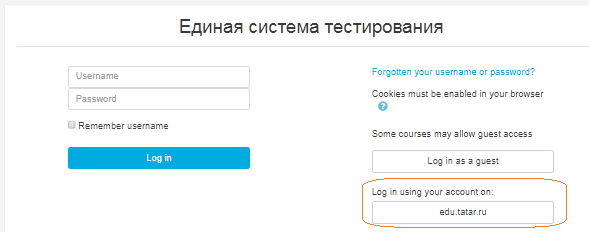 Единая система тестирования
Username
Password
Remember username
Log in
Forgotten your username or password?
Cookies must be enabled in your browser
?
Some courses may allow guest access
Log in as a guest
Log in using your account on:
edu.tatar.ru